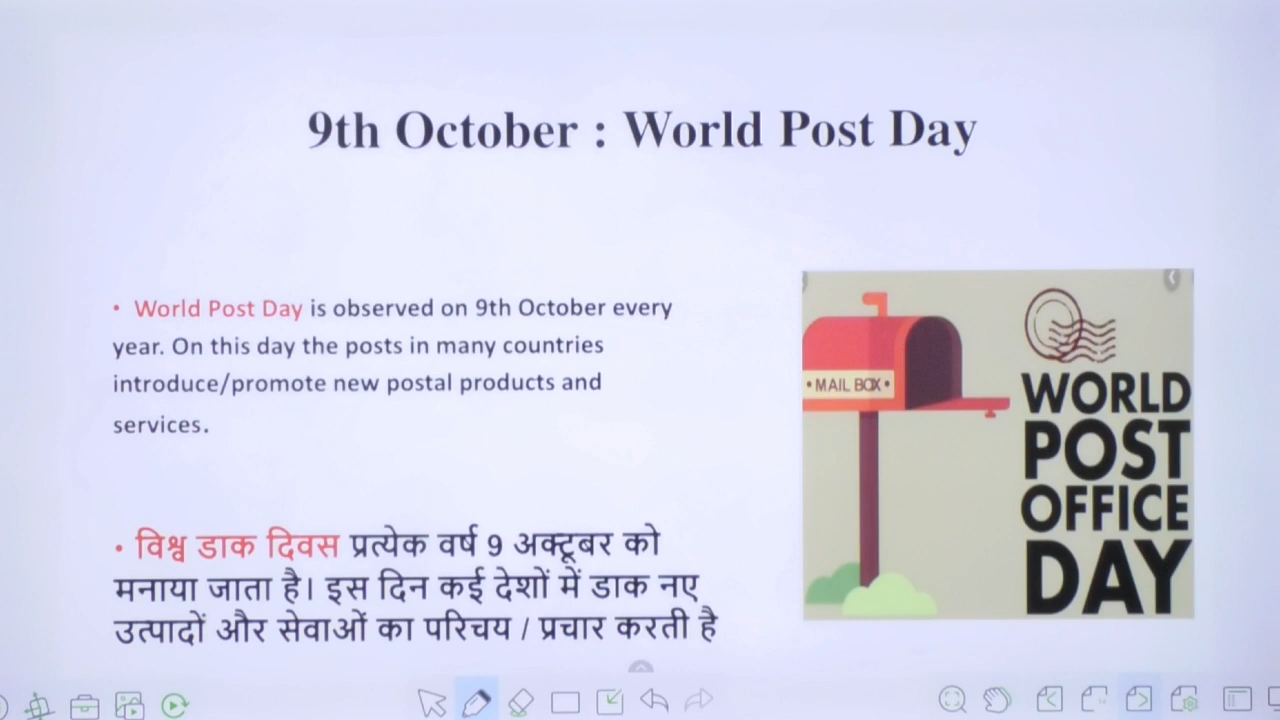 9th October : World Post Day
• World Post Day is observed on 9th October every
year. On this day the posts in many countries
introduce/promote new postal products and
services.
• विश्व डाक दिवस प्रत्येक वर्ष 9 अक्टूबर को
मनाया जाता है। इस दिन कई देशों में डाक नए
उत्पादों और सेवाओं का परिचय / प्रचार करती है
• MAIL BOX •
WORLD
POST
OFFICE
DAY